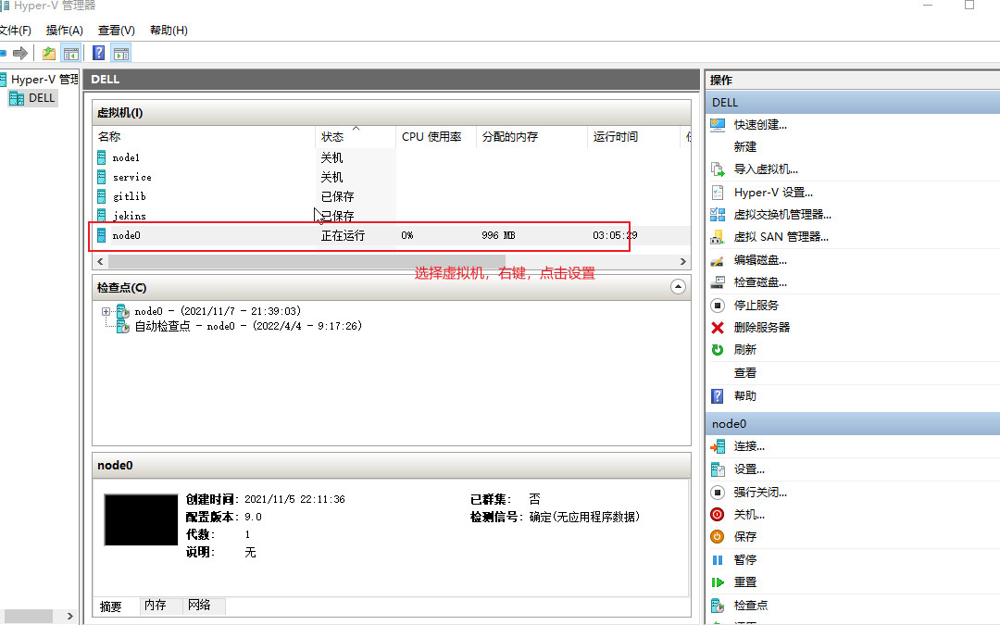 Hyper-V 管理器
文件(F) 操作(A) 查看(V) 帮助(H)
Hyper-V 管理
DELL
DELL
虚拟机(I)
名称 状态 CPU 使用率 分配的内存 运行时间
node1 关机
service 关机
gitlib 已保存
jekins 已保存
node0 正在运行 0% 996 MB 03:05:29
选择虚拟机，右键，点击设置
检查点(C)
node0 - (2021/11/7 - 21:39:03)
自动检查点 - node0 - (2022/4/4 - 9:17:26)
node0
创建时间: 2021/11/5 22:11:36 已群集: 否
配置版本: 9.0 检测信号: 确定(无应用程序数据)
代数: 1
说明: 无
摘要 内存 网络
操作
DELL
快速创建...
新建
导入虚拟机...
Hyper-V 设置...
虚拟交换机管理器...
虚拟 SAN 管理器...
编辑磁盘...
检查磁盘...
停止服务
删除服务器
刷新
查看
帮助
node0
连接...
设置...
强行关闭...
关机...
保存
暂停
重置
检查点